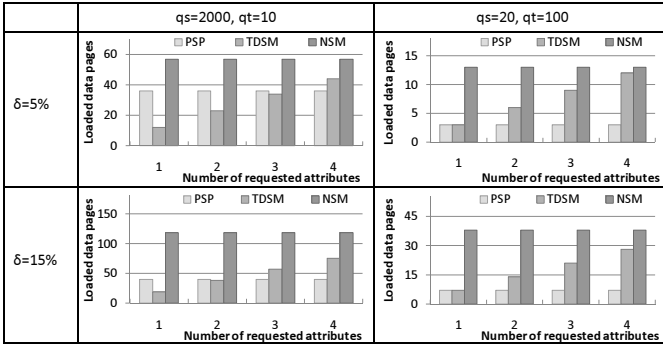 qs=2000, qt=10
qs=20, qt=100
δ=5%
Loaded data pages
PSP TDSM NSM
60
40
20
0
1 2 3 4
Number of requested attributes
Loaded data pages
PSP TDSM NSM
15
10
5
0
1 2 3 4
Number of requested attributes
δ=15%
Loaded data pages
PSP TDSM NSM
150
100
50
0
1 2 3 4
Number of requested attributes
Loaded data pages
PSP TDSM NSM
45
30
15
0
1 2 3 4
Number of requested attributes